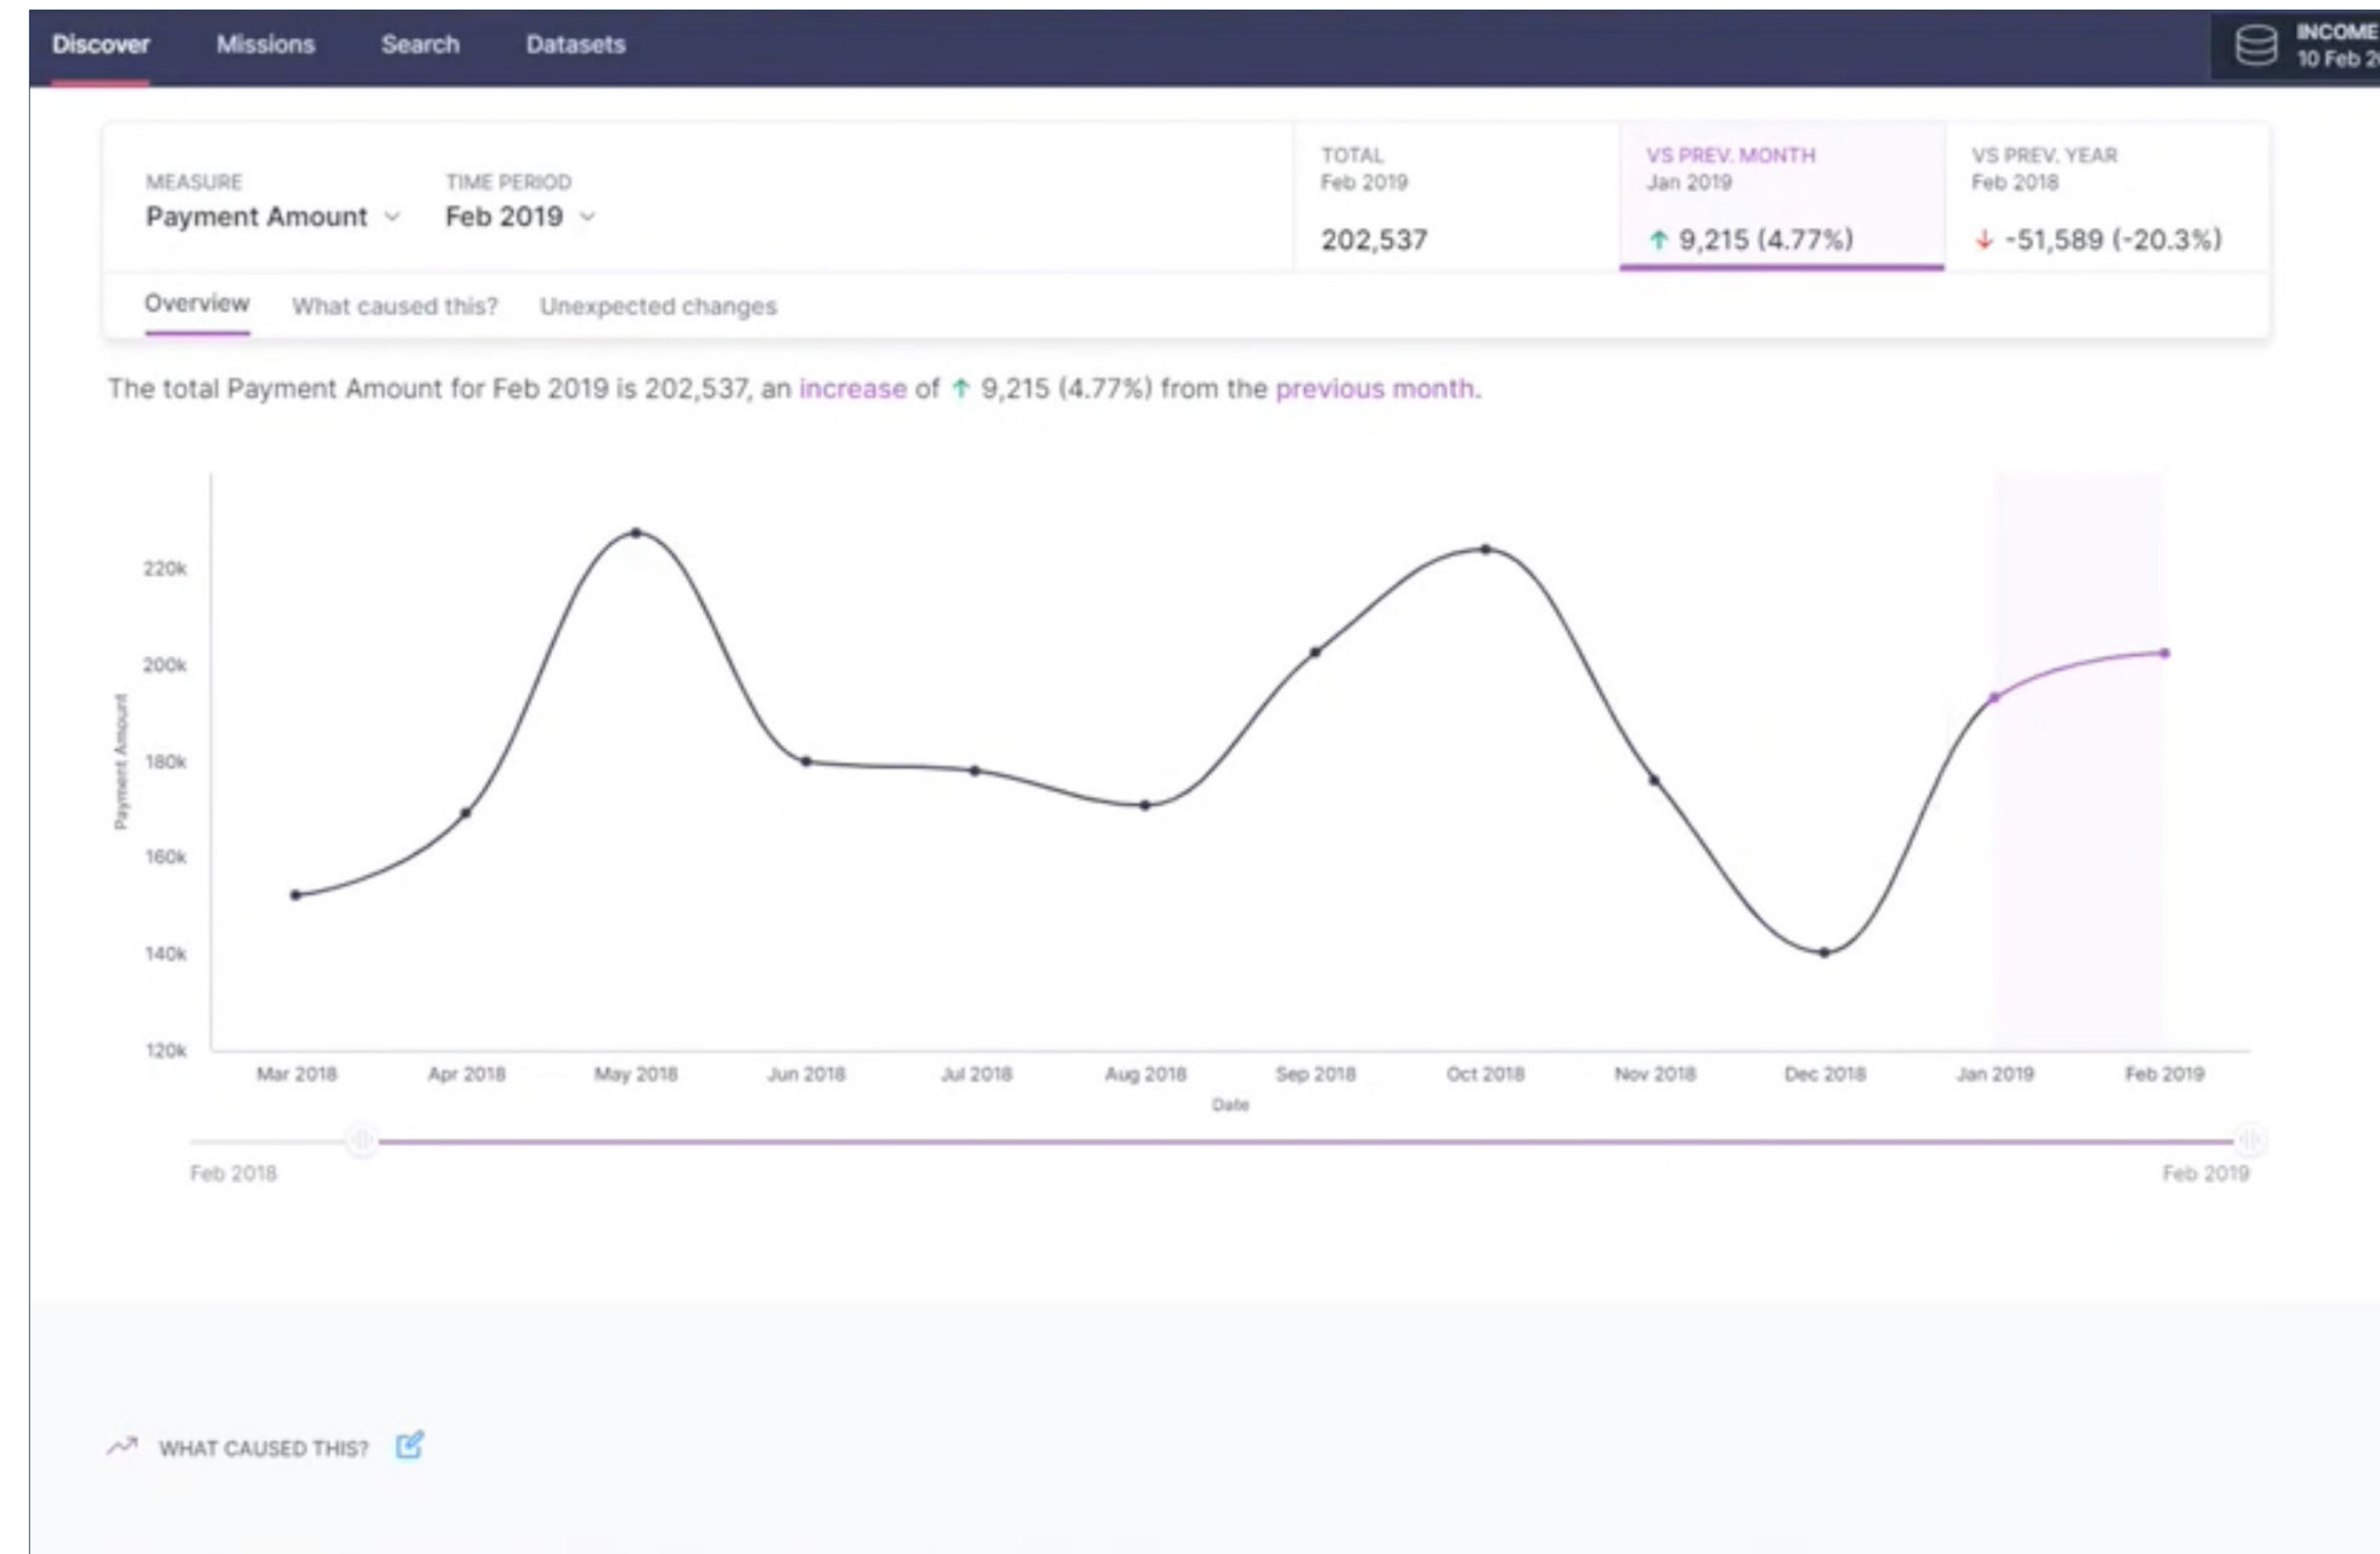 Discover Missions Search Datasets
INCOME
10 Feb
MEASURE
Payment Amount
TIME PERIOD
Feb 2019
TOTAL
Feb 2019
202,537
VS PREV. MONTH
Jan 2019
↑ 9,215 (4.77%)
VS PREV. YEAR
Feb 2018
↓ -51,589 (-20.3%)
Overview What caused this? Unexpected changes
The total Payment Amount for Feb 2019 is 202,537, an increase of ↑ 9,215 (4.77%) from the previous month.
Payment Amount
220k
200k
180k
160k
140k
120k
Mar 2018 Apr 2018 May 2018 Jun 2018 Jul 2018 Aug 2018 Sep 2018 Oct 2018 Nov 2018 Dec 2018 Jan 2019 Feb 2019
Date
Feb 2018 Feb 2019
WHAT CAUSED THIS?